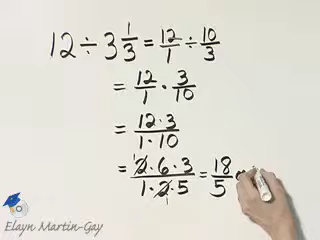 12 ÷ 3 1/3 = 12/1 ÷ 10/3
= 12/1 · 3/10
= 12·3/1·10
= 2·6·3/1·2·5 = 18/5
Elayn Martin-Gay